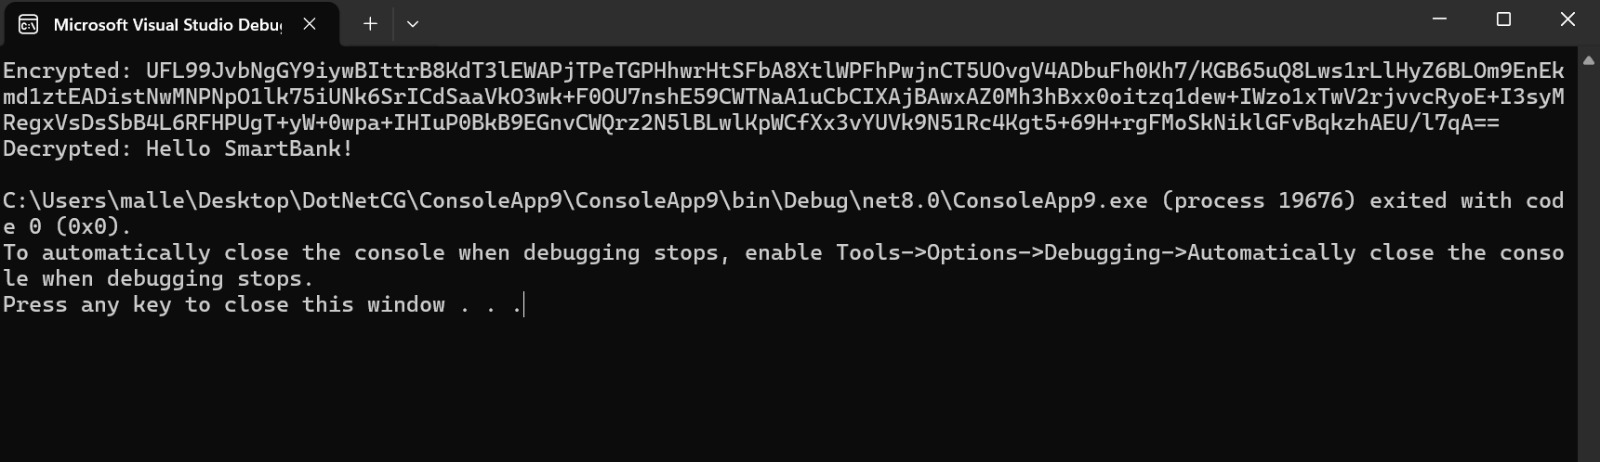 Microsoft Visual Studio Debu
Encrypted: UFL99JvbNgGY9iywBIttrB8KdT3lEWAPjTPeTGPHhwrHtSFbA8XtlWPFhPwjnCT5UOvgV4ADbuFh0Kh7/KGB65uQ8Lws1rLlHyZ6BLOm9EnEk
md1ztEADistNwMNPNpO1lk75iUNk6SrICdSaaVkO3wk+F0OU7nshE59CWTNaA1uCbCIXAjBAwxAZ0Mh3hBxx0oitzq1dew+IWzo1xTwV2rjvvcRyoE+I3syM
RegxVsDsSbB4L6RFHPUgT+yW+0wpa+IHIuP0BkB9EGnvCWQrz2N5lBLwlKpWCfXx3vYUVk9N51Rc4Kgt5+69H+rgFMoSkNiklGFvBqkzhAEU/l7qA==
Decrypted: Hello SmartBank!
C:\Users\malle\Desktop\DotNetCG\ConsoleApp9\ConsoleApp9\bin\Debug\net8.0\ConsoleApp9.exe (process 19676) exited with cod
e 0 (0x0).
To automatically close the console when debugging stops, enable Tools->Options->Debugging->Automatically close the conso
le when debugging stops.
Press any key to close this window . . .